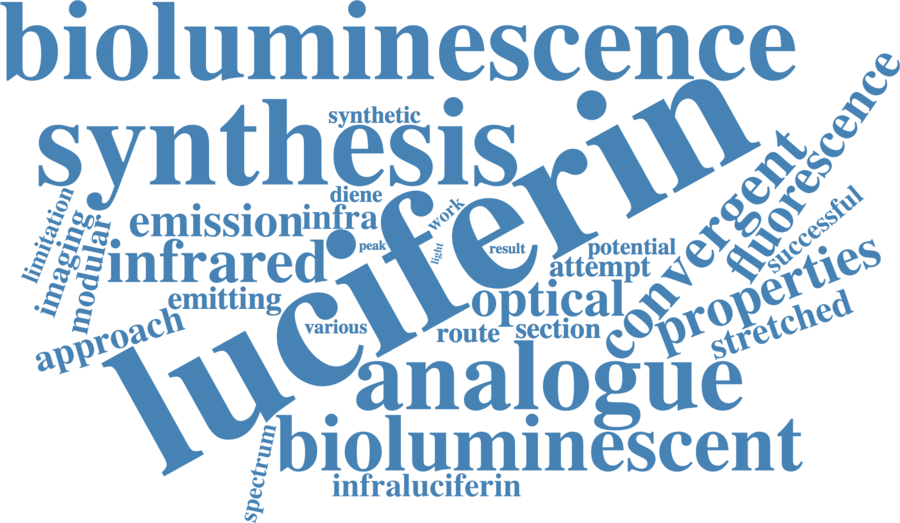 bioluminescence
synthesis
synthetic
luciferin
convergent
fluorescence
diene
work
limitation
imaging
modular
emission
infra
peak
light
result
potential
successful
infrared
attempt
properties
emitting
optical
stretched
approach
various
route
section
analogue
bioluminescent
spectrum
infraluciferin